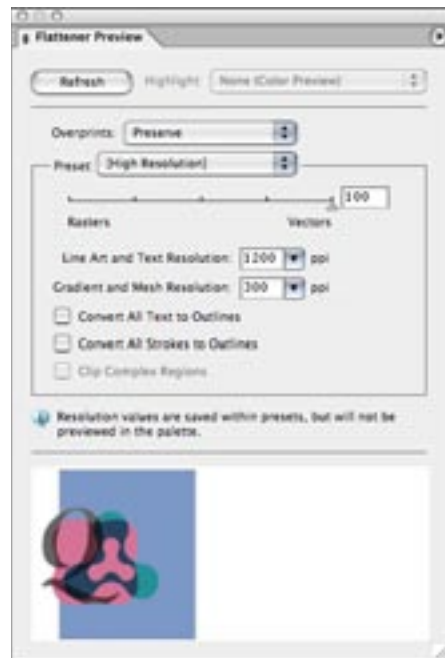 Flattener Preview
Refresh Highlight: None (Color Preview)
Overprints: Preserve
Preset: [High Resolution]
100
Rasters Vectors
Line Art and Text Resolution: 1200 ppi
Gradient and Mesh Resolution: 300 ppi
Convert All Text to Outlines
Convert All Strokes to Outlines
Clip Complex Regions
Resolution values are saved within presets, but will not be
previewed in the palette.
Q